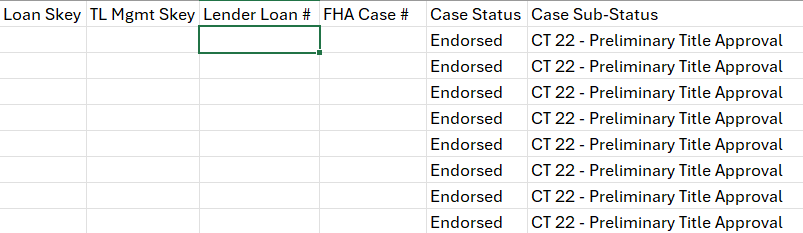 Loan Skey TL Mgmt Skey Lender Loan # FHA Case # Case Status Case Sub-Status
Endorsed CT 22 - Preliminary Title Approval
Endorsed CT 22 - Preliminary Title Approval
Endorsed CT 22 - Preliminary Title Approval
Endorsed CT 22 - Preliminary Title Approval
Endorsed CT 22 - Preliminary Title Approval
Endorsed CT 22 - Preliminary Title Approval
Endorsed CT 22 - Preliminary Title Approval
Endorsed CT 22 - Preliminary Title Approval